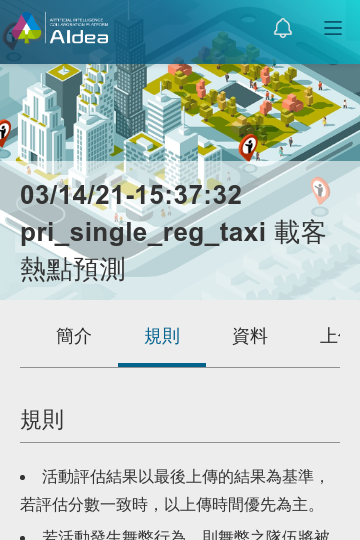 ARTIFICIAL INTELLIGENCE
COLLABORATION PLATFORM
AIdea
03/14/21-15:37:32
pri_single_reg_taxi 載客
熱點預測
簡介 規則 資料 上
規則
• 活動評估結果以最後上傳的結果為基準，
若評估分數一致時，以上傳時間優先為主。
• 若活動發生舞弊行為，則舞弊之隊伍將被